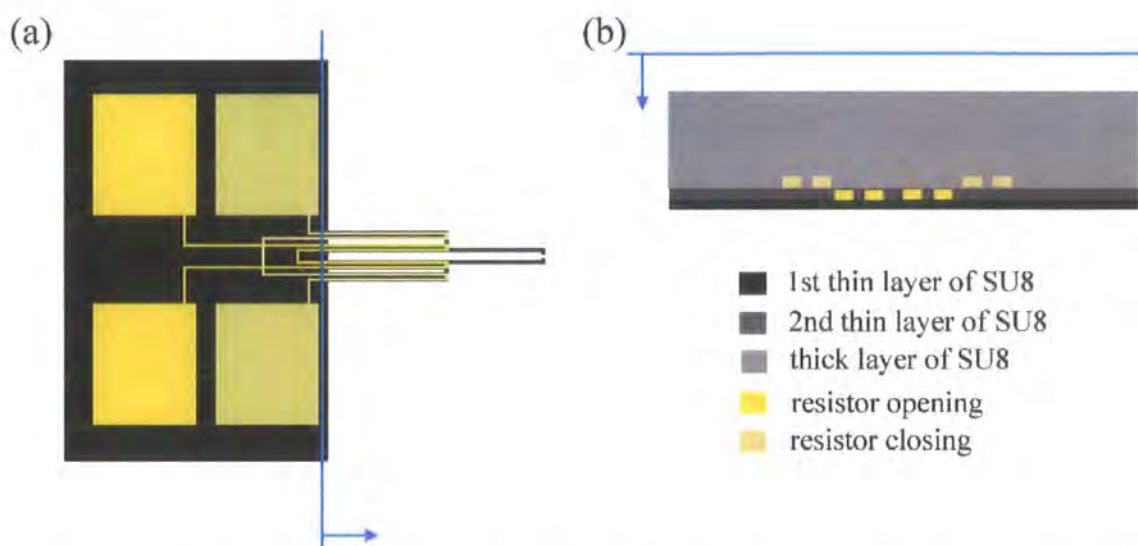 (a)
(b)
1st thin layer of SU8
2nd thin layer of SU8
thick layer of SU8
resistor opening
resistor closing